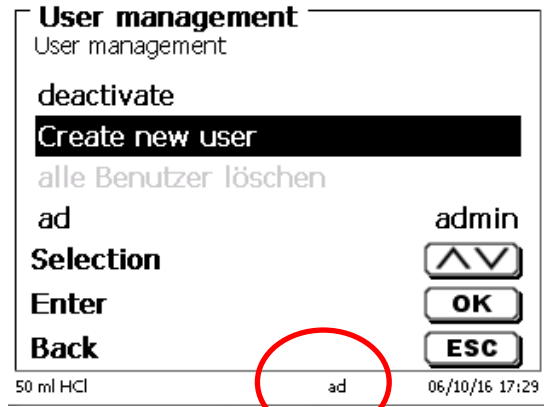 User management
User management
deactivate
Create new user
alle Benutzer löschen
ad admin
Selection
Enter OK
Back ESC
50 ml HCl ad 06/10/16 17:29